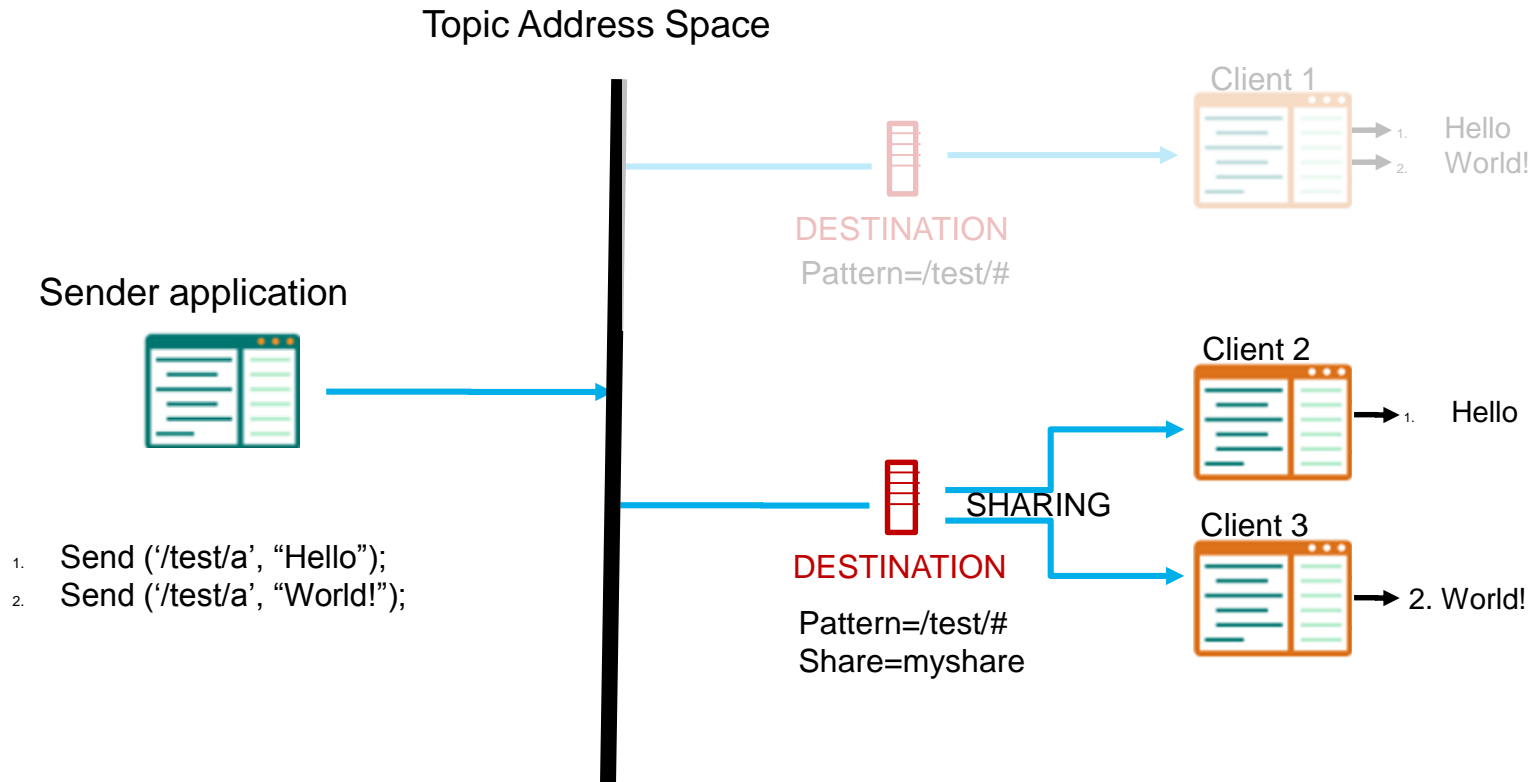 Topic Address Space
Client 1
1. Hello
2. World!
DESTINATION
Pattern=/test/#
Sender application
Client 2
1. Hello
SHARING
Client 3
DESTINATION
1. Send (‘/test/a’, “Hello”);
2. Send (‘/test/a’, “World!”);
2. World!
Pattern=/test/#
Share=myshare